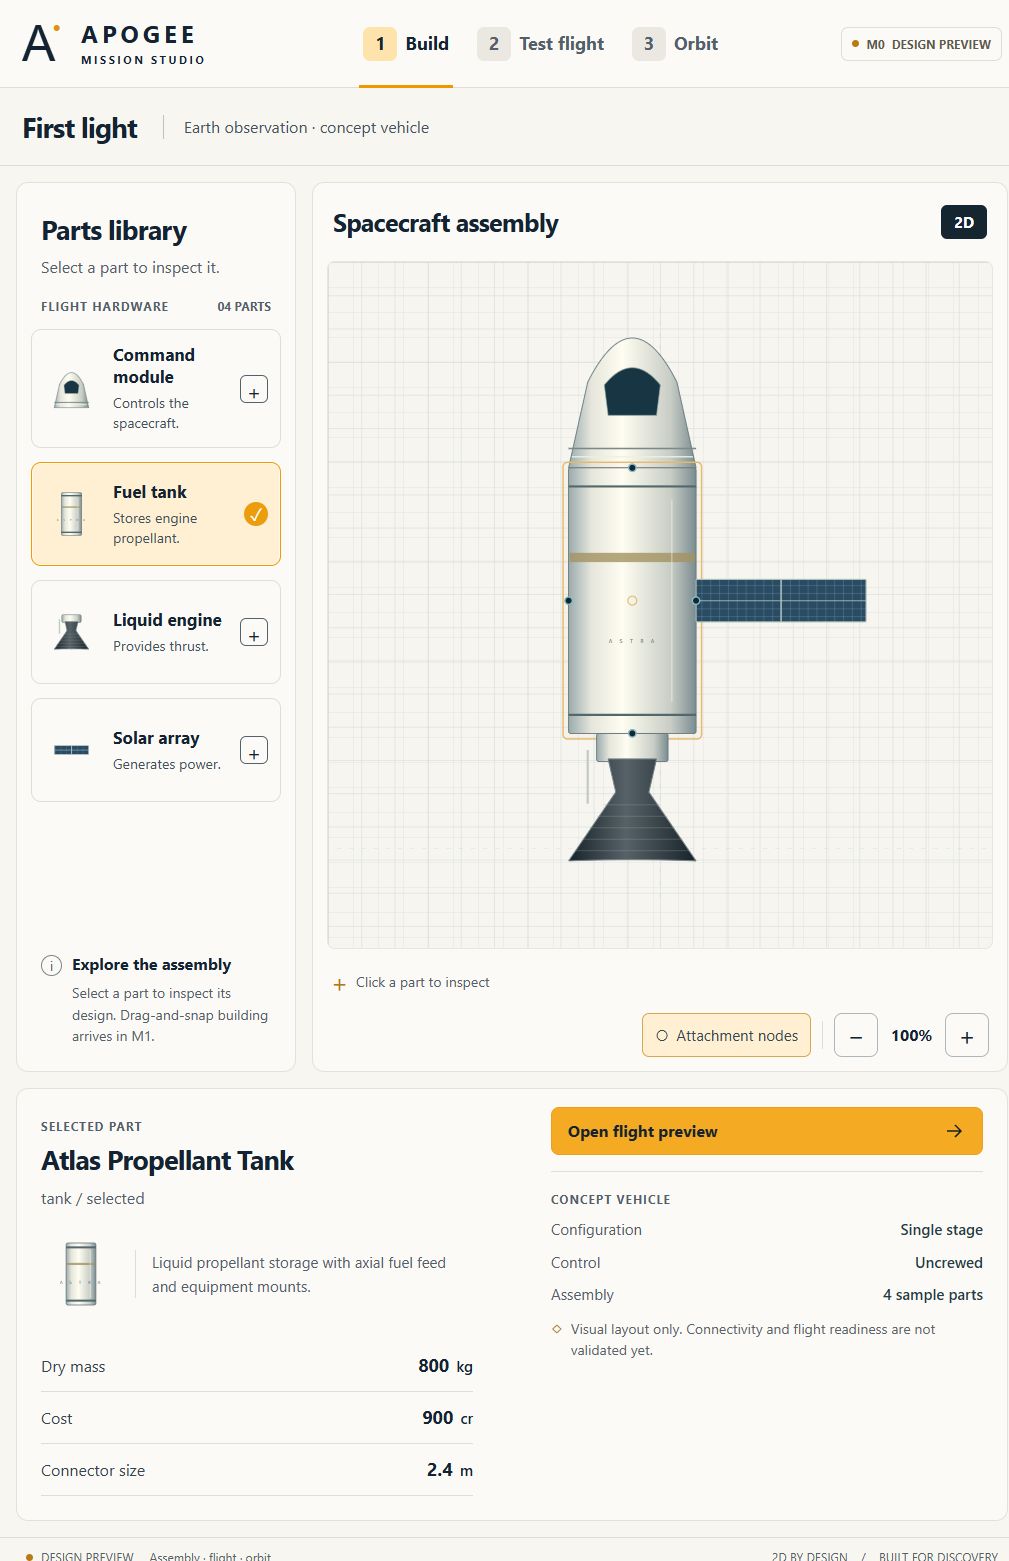 APOGEE
MISSION STUDIO
1 Build
2 Test flight
3 Orbit
M0 DESIGN PREVIEW
First light
Earth observation · concept vehicle
Parts library
Select a part to inspect it.
FLIGHT HARDWARE
04 PARTS
Command
module
Controls the
spacecraft.
+
Fuel tank
Stores engine
propellant.
✓
Liquid engine
Provides thrust.
+
Solar array
Generates power.
+
i Explore the assembly
Select a part to inspect its
design. Drag-and-snap building
arrives in M1.
Spacecraft assembly
2D
ASTRA
+ Click a part to inspect
Attachment nodes
− 100% +
SELECTED PART
Atlas Propellant Tank
tank / selected
Liquid propellant storage with axial fuel feed
and equipment mounts.
Dry mass 800 kg
Cost 900 cr
Connector size 2.4 m
Open flight preview →
CONCEPT VEHICLE
Configuration Single stage
Control Uncrewed
Assembly 4 sample parts
Visual layout only. Connectivity and flight readiness are not
validated yet.
DESIGN PREVIEW Assembly · flight · orbit
2D BY DESIGN / BUILT FOR DISCOVERY